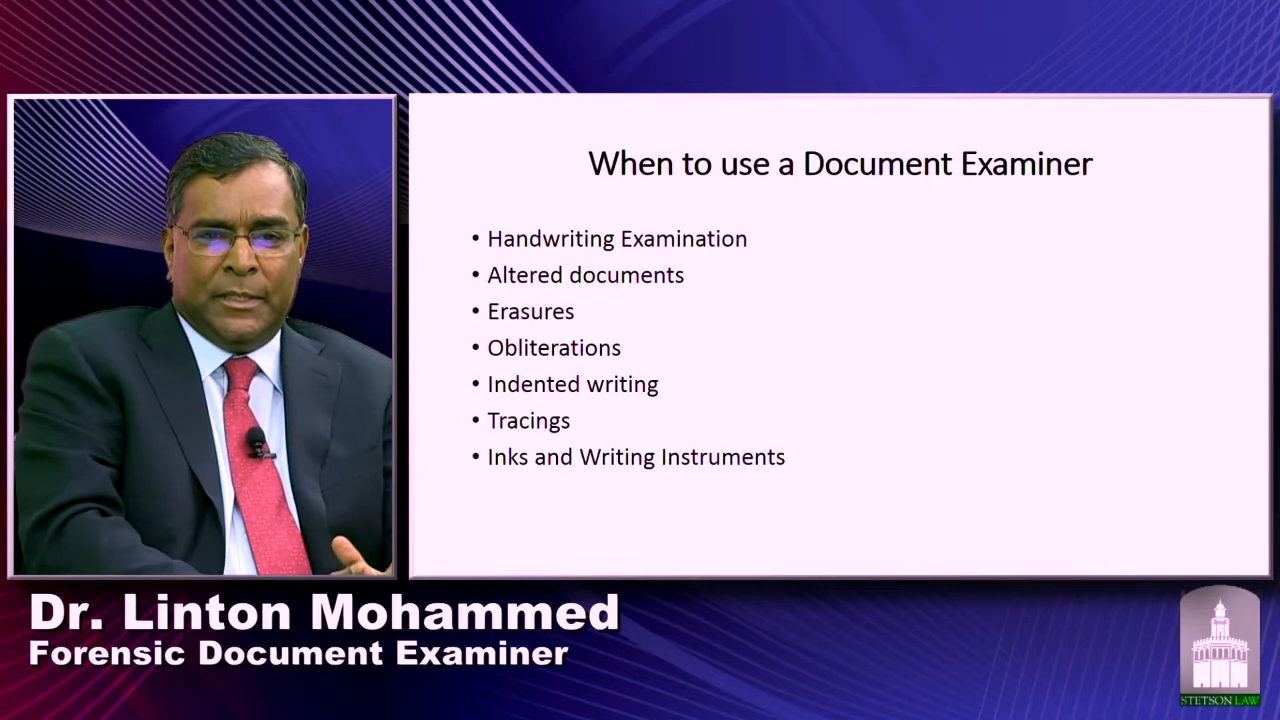 When to use a Document Examiner
• Handwriting Examination
• Altered documents
• Erasures
• Obliterations
• Indented writing
• Tracings
• Inks and Writing Instruments
Dr. Linton Mohammed
Forensic Document Examiner
STETSON LAW